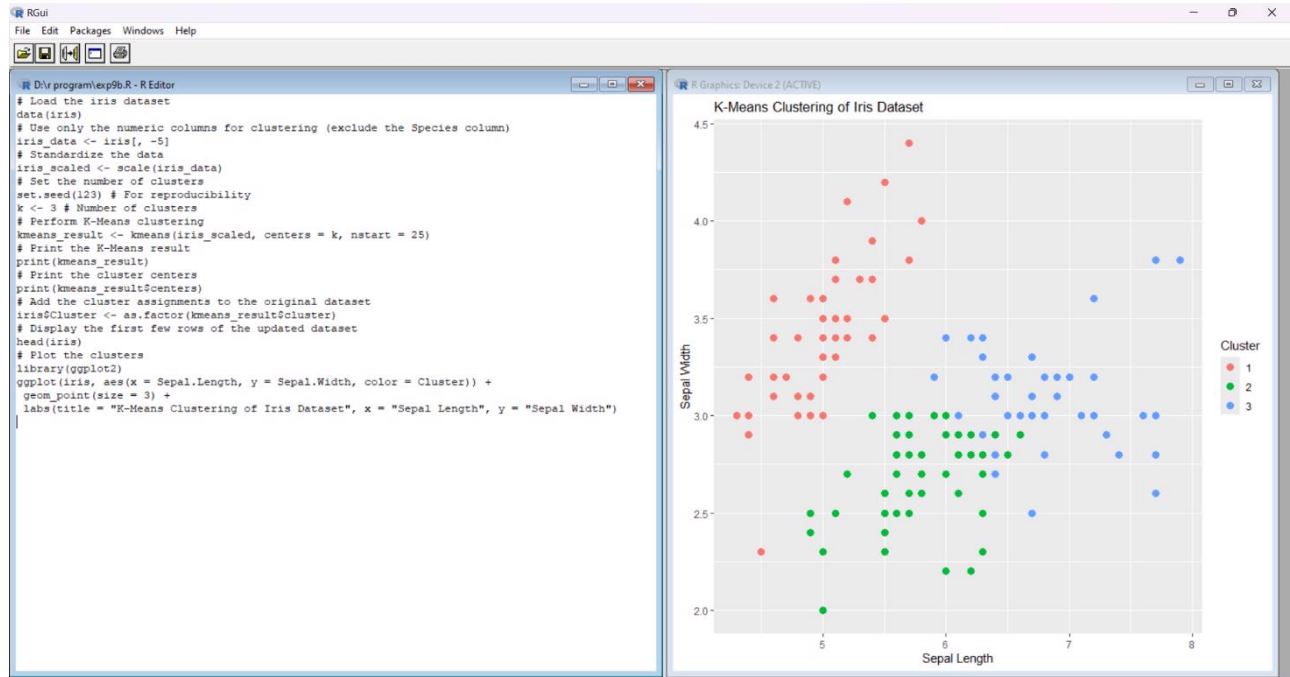 RGui
File Edit Packages Windows Help
D:\r program\exp9b.R - R Editor
# Load the iris dataset
data(iris)
# Use only the numeric columns for clustering (exclude the Species column)
iris_data <- iris[, -5]
# Standardize the data
iris_scaled <- scale(iris_data)
# Set the number of clusters
set.seed(123) # For reproducibility
k <- 3 # Number of clusters
# Perform K-Means clustering
kmeans_result <- kmeans(iris_scaled, centers = k, nstart = 25)
# Print the K-Means result
print(kmeans_result)
# Print the cluster centers
print(kmeans_result$centers)
# Add the cluster assignments to the original dataset
iris$Cluster <- as.factor(kmeans_result$cluster)
# Display the first few rows of the updated dataset
head(iris)
# Plot the clusters
library(ggplot2)
ggplot(iris, aes(x = Sepal.Length, y = Sepal.Width, color = Cluster)) +
 geom_point(size = 3) +
 labs(title = "K-Means Clustering of Iris Dataset", x = "Sepal Length", y = "Sepal Width")
R Graphics: Device 2 (ACTIVE)
K-Means Clustering of Iris Dataset
4.5
4.0
3.5
3.0
2.5
2.0
Sepal Width
5 6 7 8
Sepal Length
Cluster
1
2
3